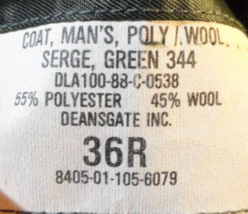 COAT, MAN'S, POLY/.WOOL,
SERGE, GREEN 344
DLA100-88-C-0538
55% POLYESTER 45% WOOL
DEANSGATE INC.
36R
8405-01-105-6079